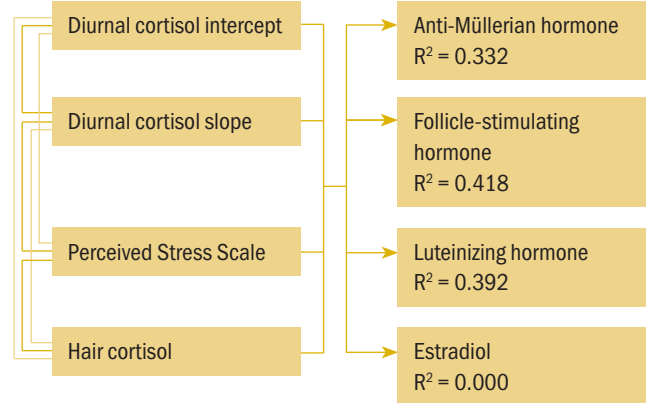 Diurnal cortisol intercept
Diurnal cortisol slope
Perceived Stress Scale
Hair cortisol
Anti-Müllerian hormone
R² = 0.332
Follicle-stimulating
hormone
R² = 0.418
Luteinizing hormone
R² = 0.392
Estradiol
R² = 0.000